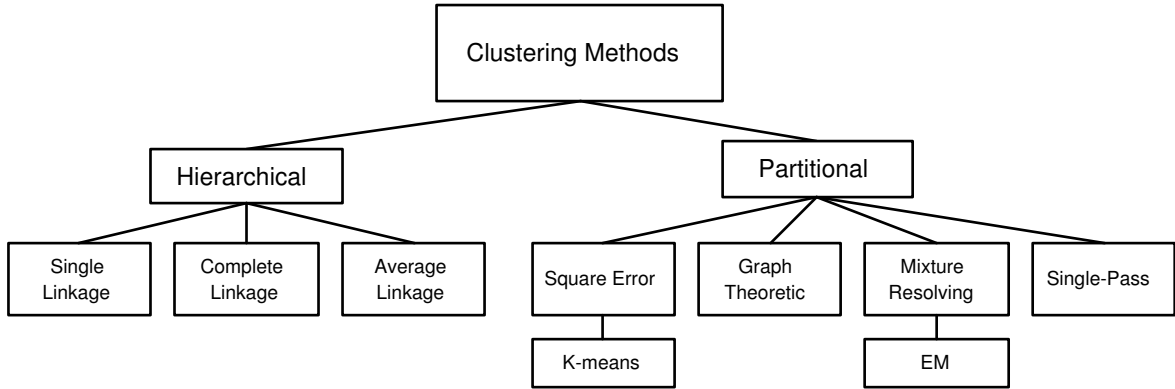 Clustering Methods
Hierarchical
Partitional
Single
Linkage
Complete
Linkage
Average
Linkage
Square Error
Graph
Theoretic
Mixture
Resolving
Single-Pass
K-means
EM